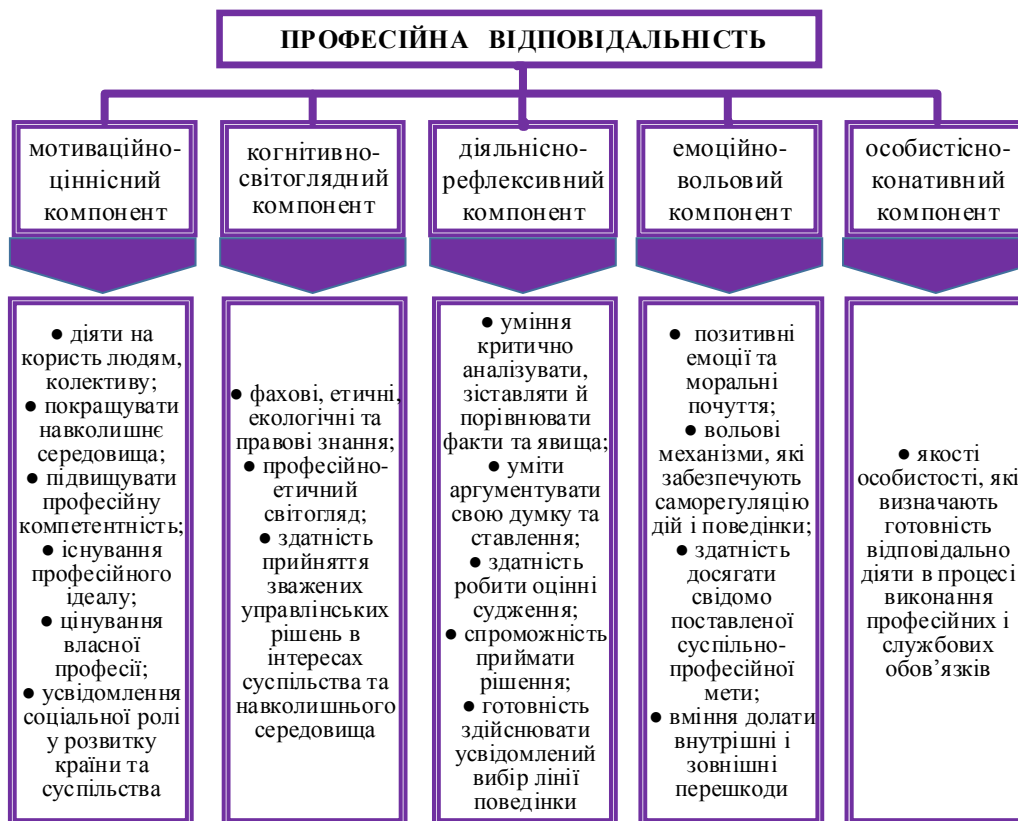 ПРОФЕСІЙНА ВІДПОВІДАЛЬНІСТЬ
мотиваційно-
ціннісний
компонент
когнітивно-
світоглядний
компонент
діяльнісно-
рефлексивний
компонент
емоційно-
вольовий
компонент
особистісно-
конативний
компонент
● діяти на
користь людям,
колективу;
● покращувати
навколишнє
середовища;
● підвищувати
професійну
компетентність;
● існування
професійного
ідеалу;
● цінування
власної
професії;
● усвідомлення
соціальної ролі
у розвитку
країни та
суспільства
● фахові, етичні,
екологічні та
правові знання;
● професійно-
етичний
світогляд;
● здатність
прийняття
зважених
управлінських
рішень в
інтересах
суспільства та
навколишнього
середовища
● уміння
критично
аналізувати,
зіставляти й
порівнювати
факти та явища;
● уміти
аргументувати
свою думку та
ставлення;
● здатність
робити оцінні
судження;
● спроможність
приймати
рішення;
● готовність
здійснювати
усвідомлений
вибір лінії
поведінки
● позитивні
емоції та
моральні
почуття;
● вольові
механізми, які
забезпечують
саморегуляцію
дій і поведінки;
● здатність
досягати
свідомо
поставленої
суспільно-
професійної
мети;
● вміння долати
внутрішні і
зовнішні
перешкоди
● якості
особистості, які
визначають
готовність
відповідально
діяти в процесі
виконання
професійних і
службових
обов’язків